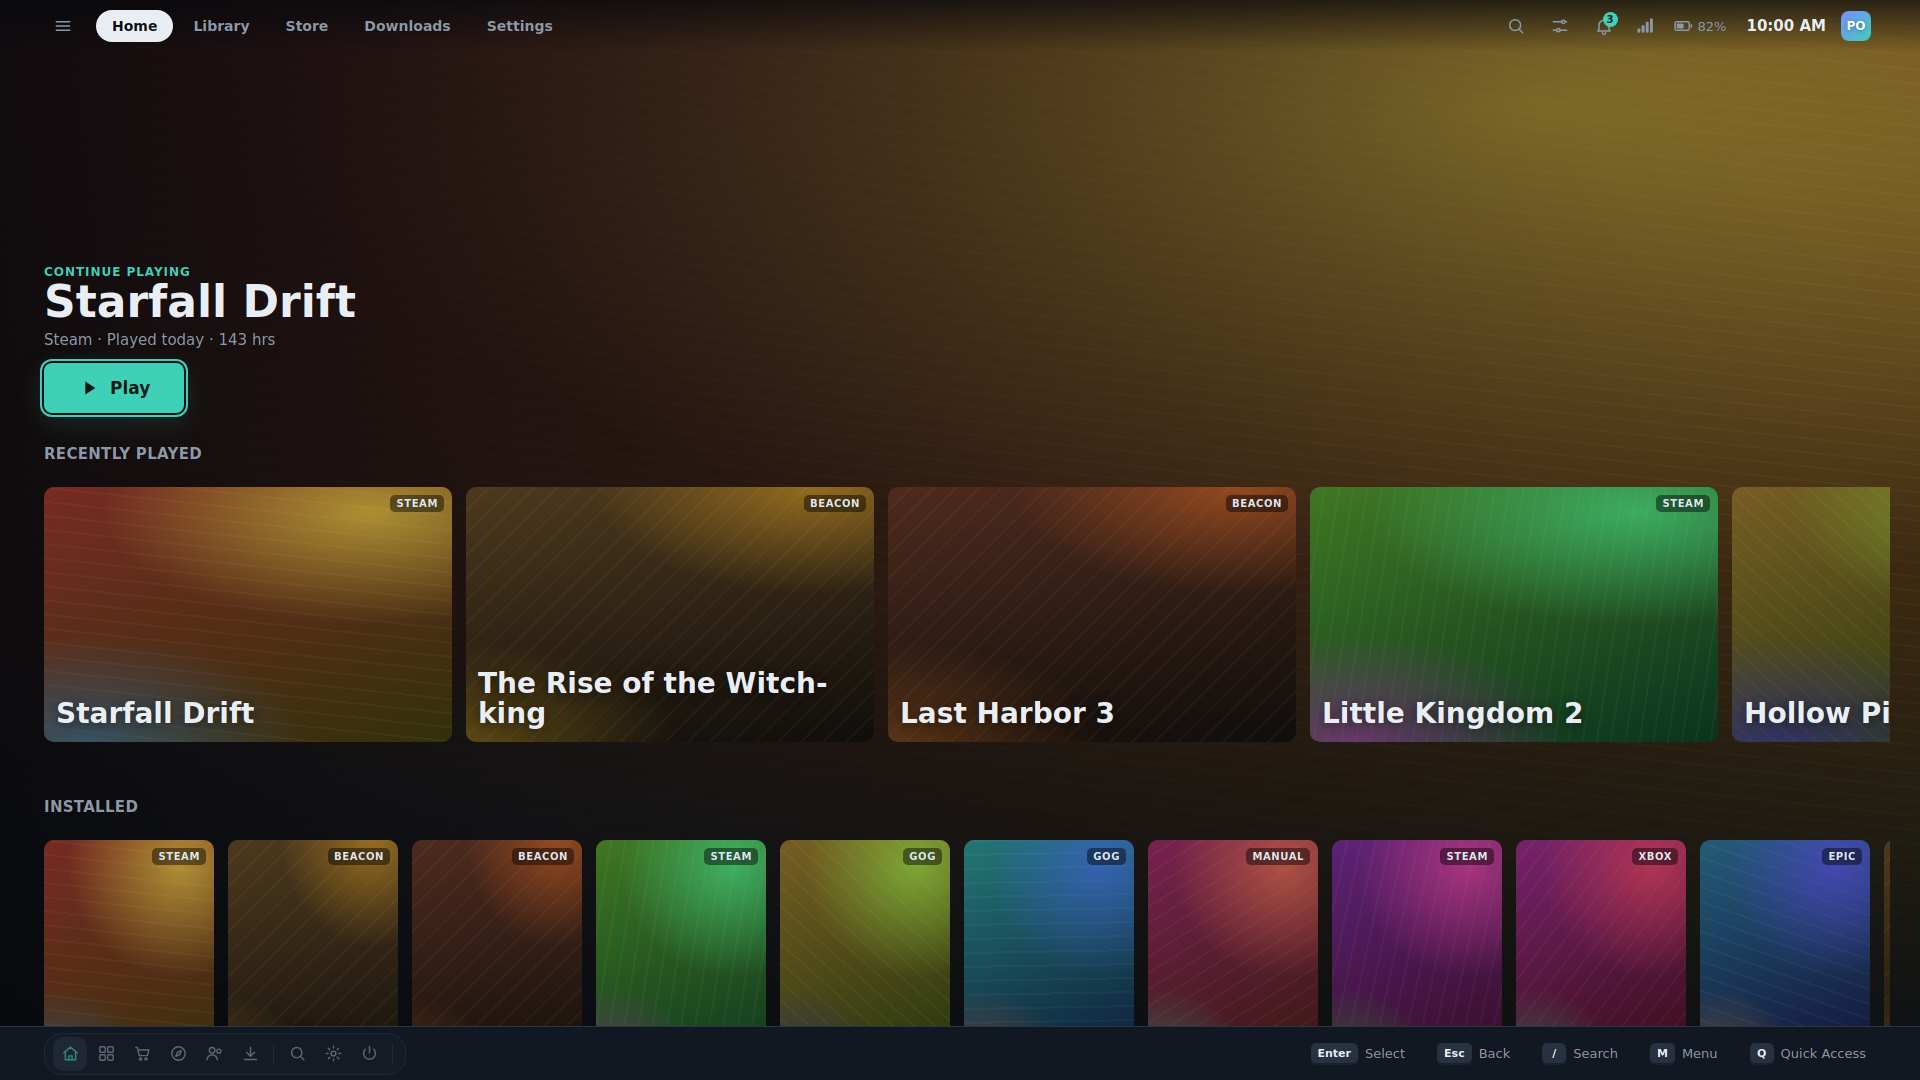 Home Library Store Downloads Settings
3 82% 10:00 AM PO
CONTINUE PLAYING
Starfall Drift
Steam · Played today · 143 hrs
Play
RECENTLY PLAYED
STEAM
Starfall Drift
BEACON
The Rise of the Witch-
king
BEACON
Last Harbor 3
STEAM
Little Kingdom 2
Hollow Pi
INSTALLED
STEAM BEACON BEACON STEAM GOG GOG MANUAL STEAM XBOX EPIC
Enter Select Esc Back / Search M Menu Q Quick Access